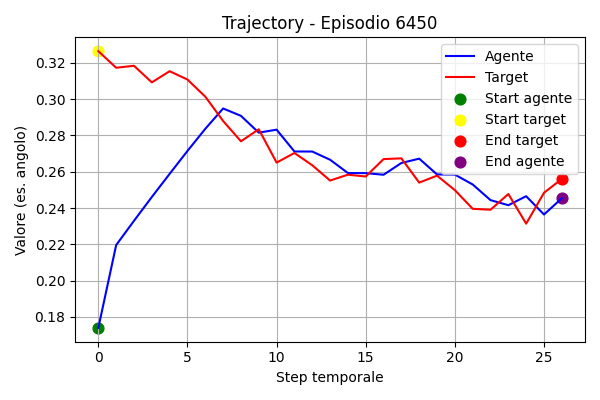 Trajectory - Episodio 6450
Valore (es. angolo)
0.32
0.30
0.28
0.26
0.24
0.22
0.20
0.18
Agente
Target
Start agente
Start target
End target
End agente
0 5 10 15 20 25
Step temporale